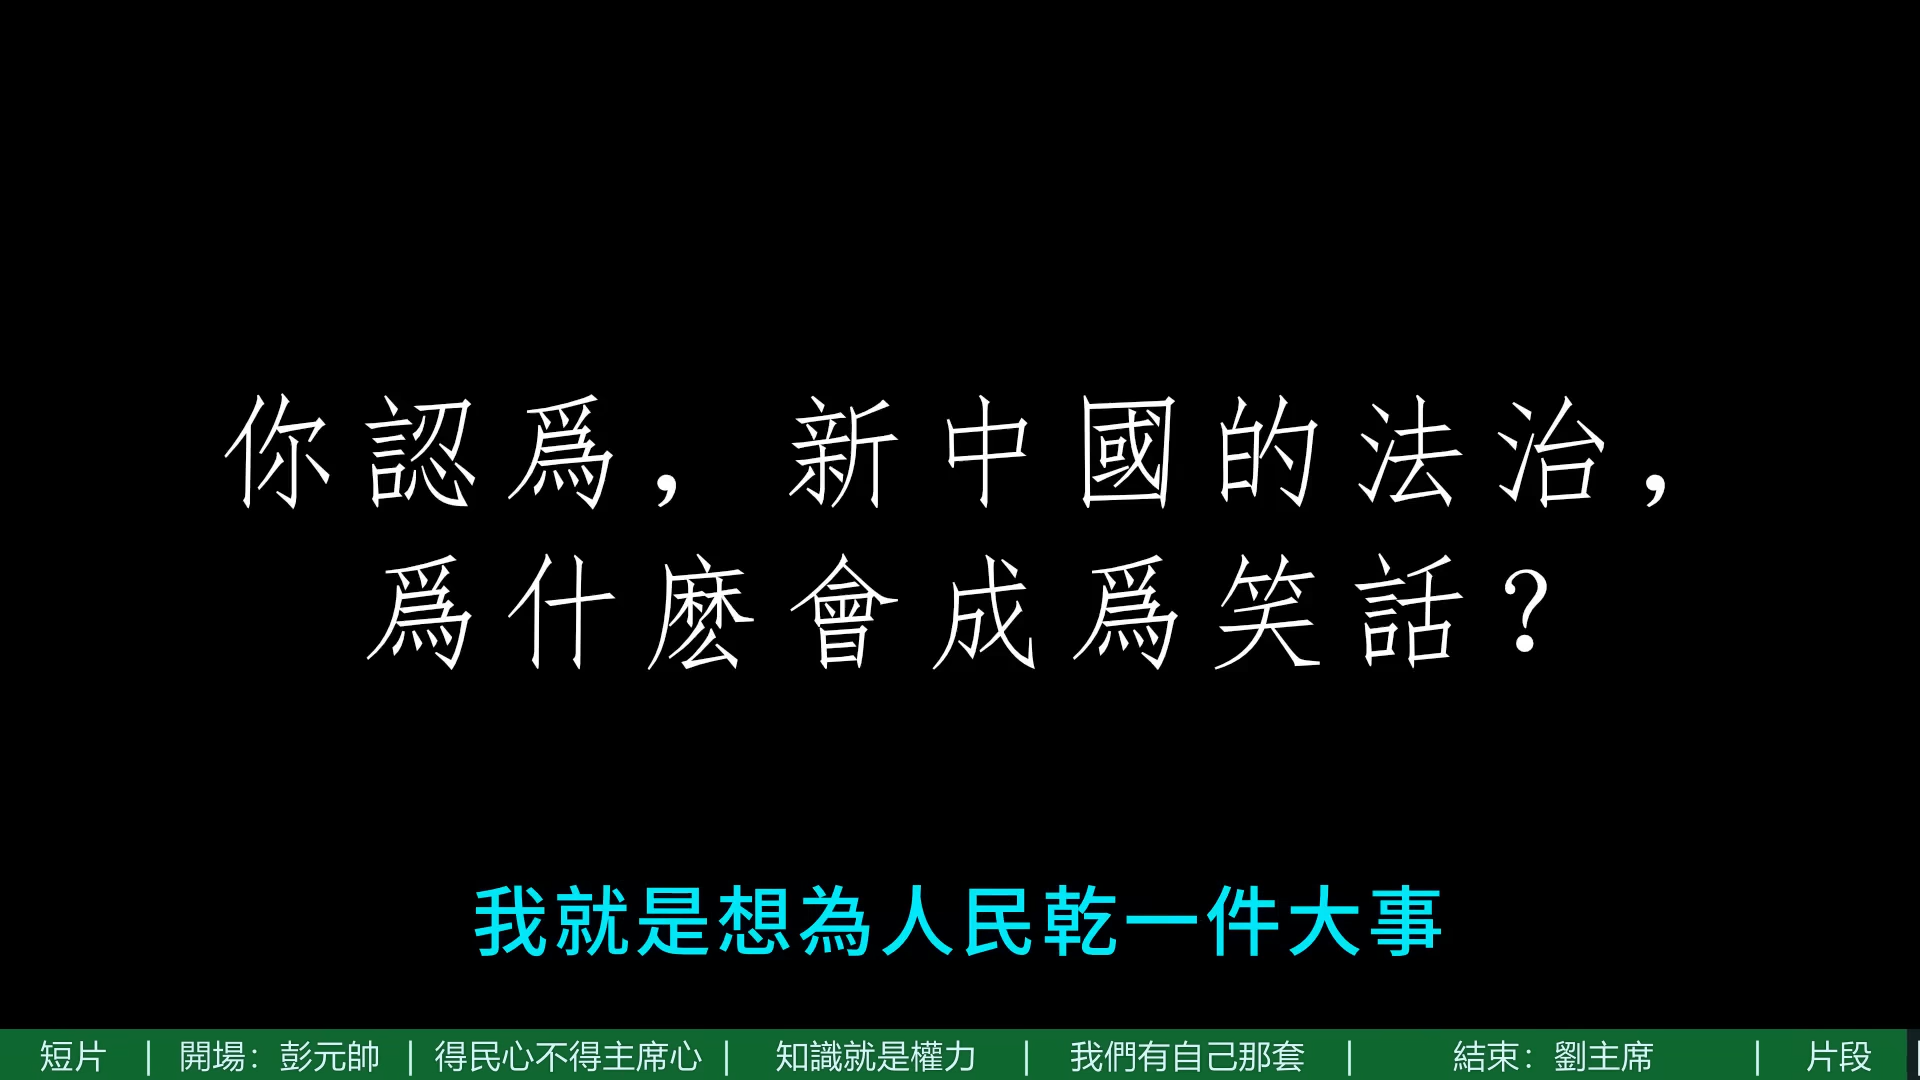 你認爲，新中國的法治，
爲什麽會成爲笑話？
我就是想為人民乾一件大事
短片 | 開場：彭元帥 | 得民心不得主席心 | 知識就是權力 | 我們有自己那套 | 結束：劉主席 | 片段